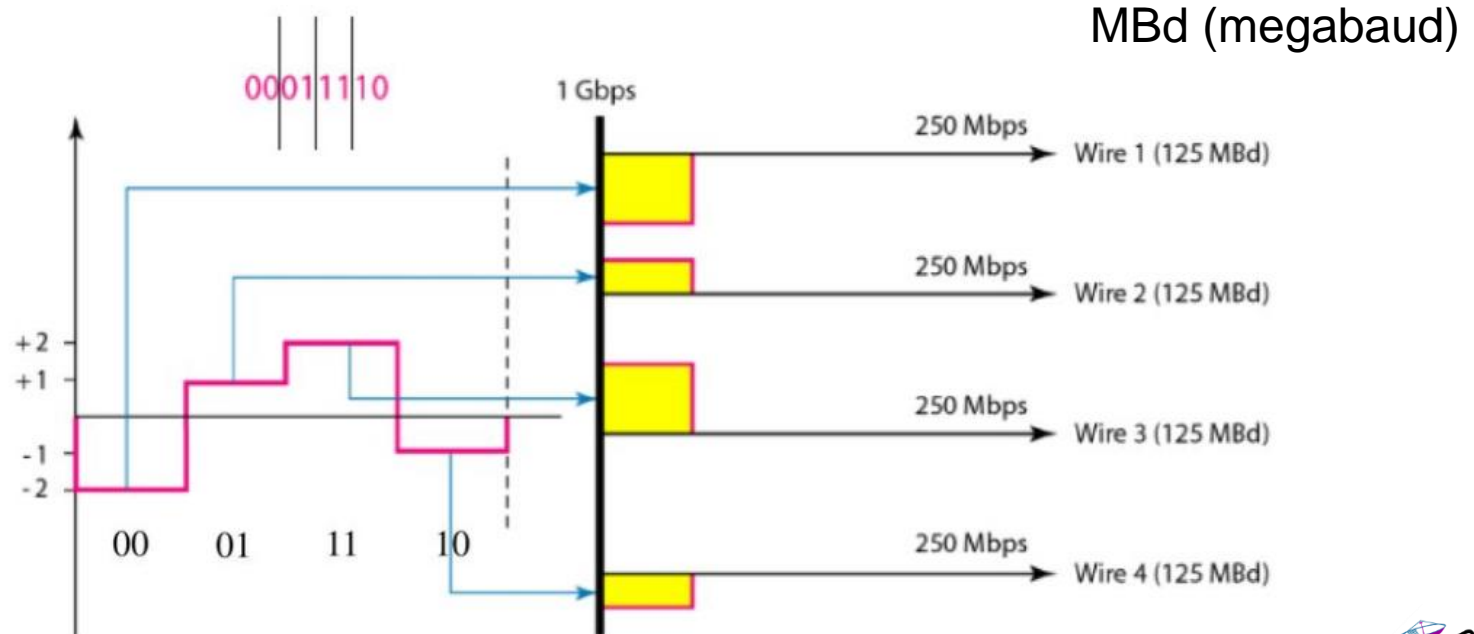 MBd (megabaud)
00011110
1 Gbps
250 Mbps
Wire 1 (125 MBd)
250 Mbps
Wire 2 (125 MBd)
+2
+1
250 Mbps
Wire 3 (125 MBd)
-1
-2
00 01 11 10
250 Mbps
Wire 4 (125 MBd)